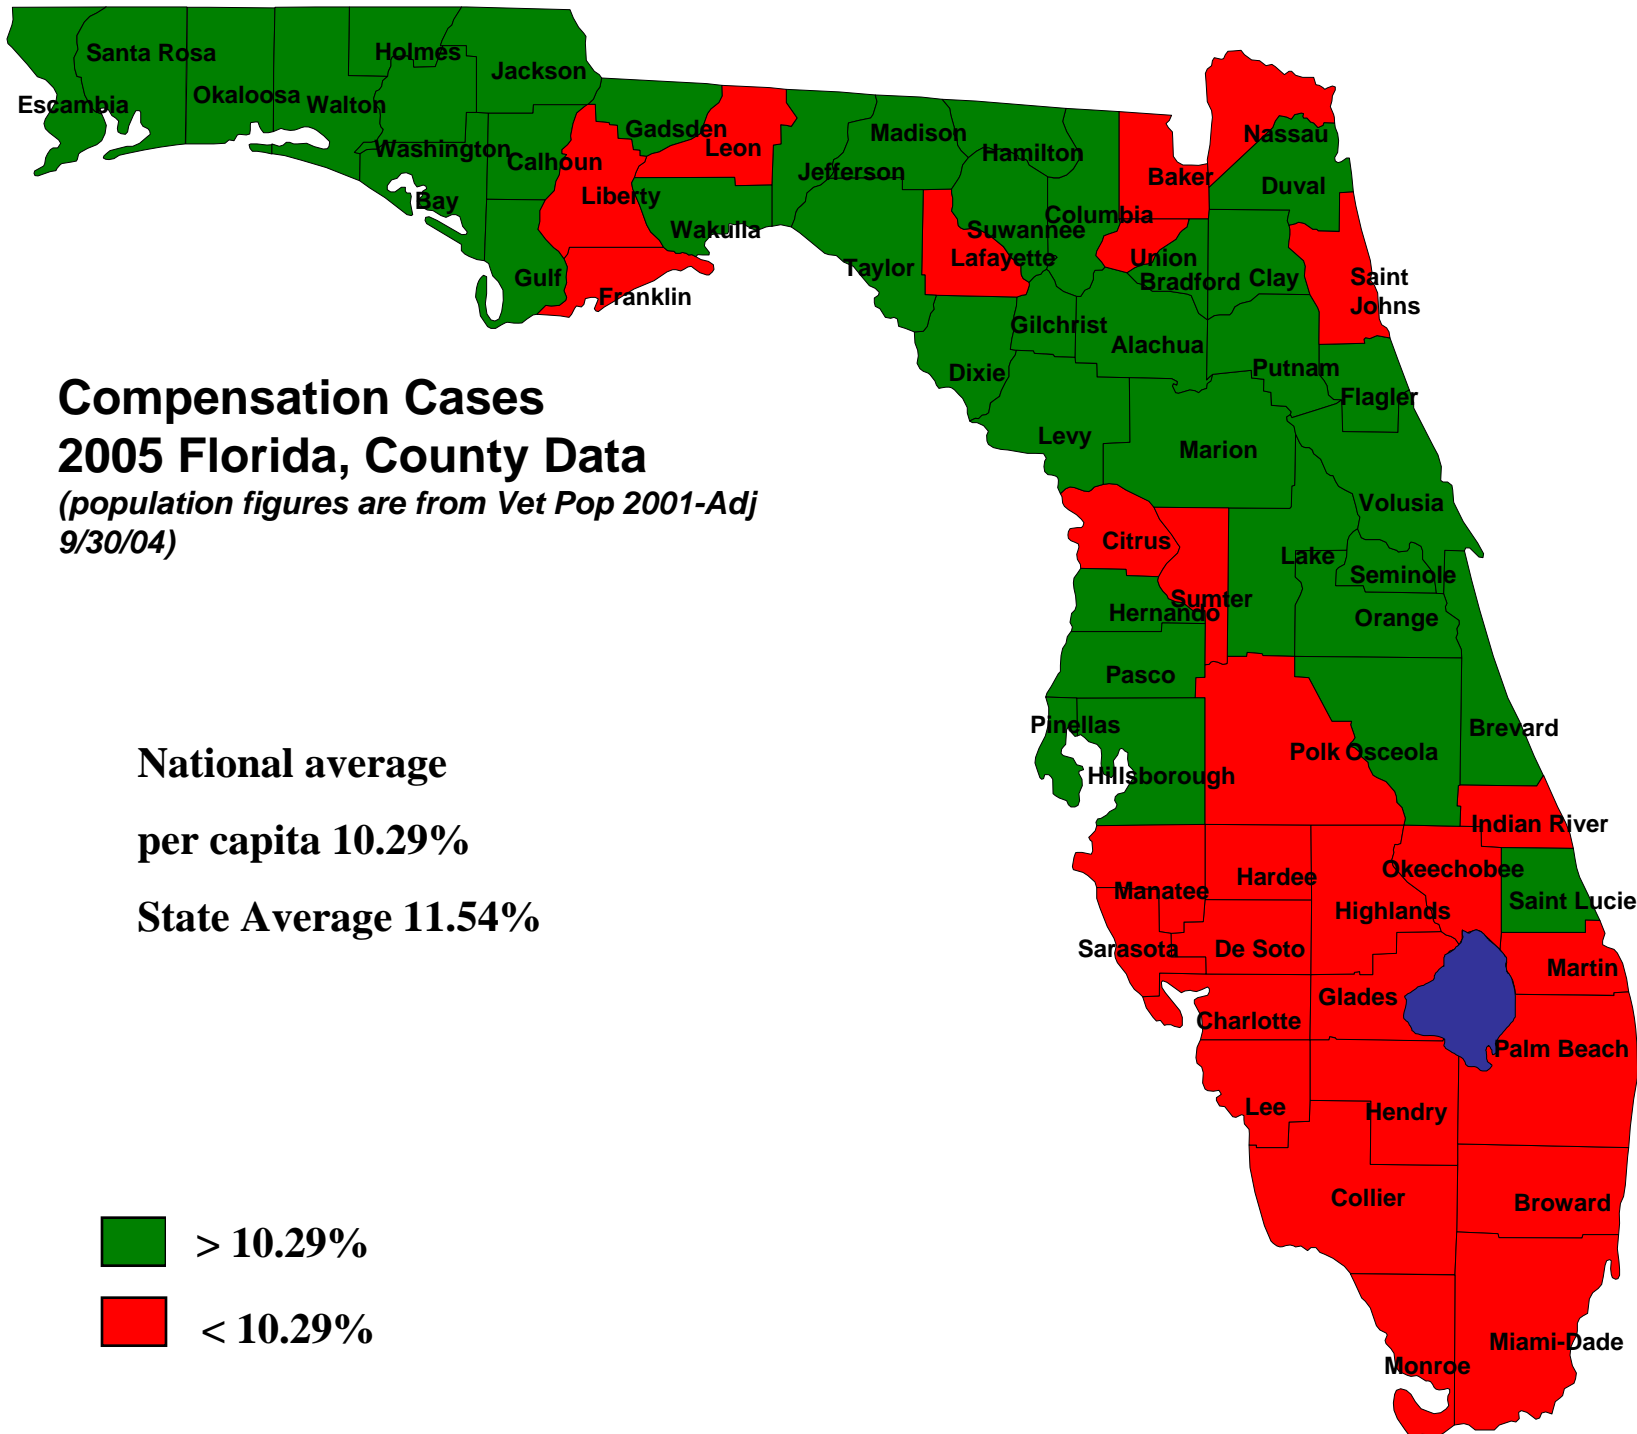 Santa Rosa
Holmes
Jackson
Escambia
Okaloosa
Walton
Washington
Calhoun
Gadsden
Leon
Madison
Hamilton
Jefferson
Liberty
Bay
Wakulla
Gulf
Franklin
Taylor
Suwannee
Lafayette
Columbia
Baker
Nassau
Duval
Union
Bradford
Clay
Saint
Johns
Gilchrist
Alachua
Dixie
Putnam
Flagler
Levy
Marion
Volusia
Compensation Cases
2005 Florida, County Data
(population figures are from Vet Pop 2001-Adj
9/30/04)
Citrus
Lake
Seminole
Sumter
Hernando
Orange
Pasco
Pinellas
Hillsborough
Polk
Osceola
Brevard
National average
per capita 10.29%
State Average 11.54%
Indian River
Okeechobee
Hardee
Manatee
Highlands
Saint Lucie
Sarasota
De Soto
Martin
Glades
Charlotte
Palm Beach
Lee
Hendry
Collier
Broward
Miami-Dade
Monroe
> 10.29%
< 10.29%